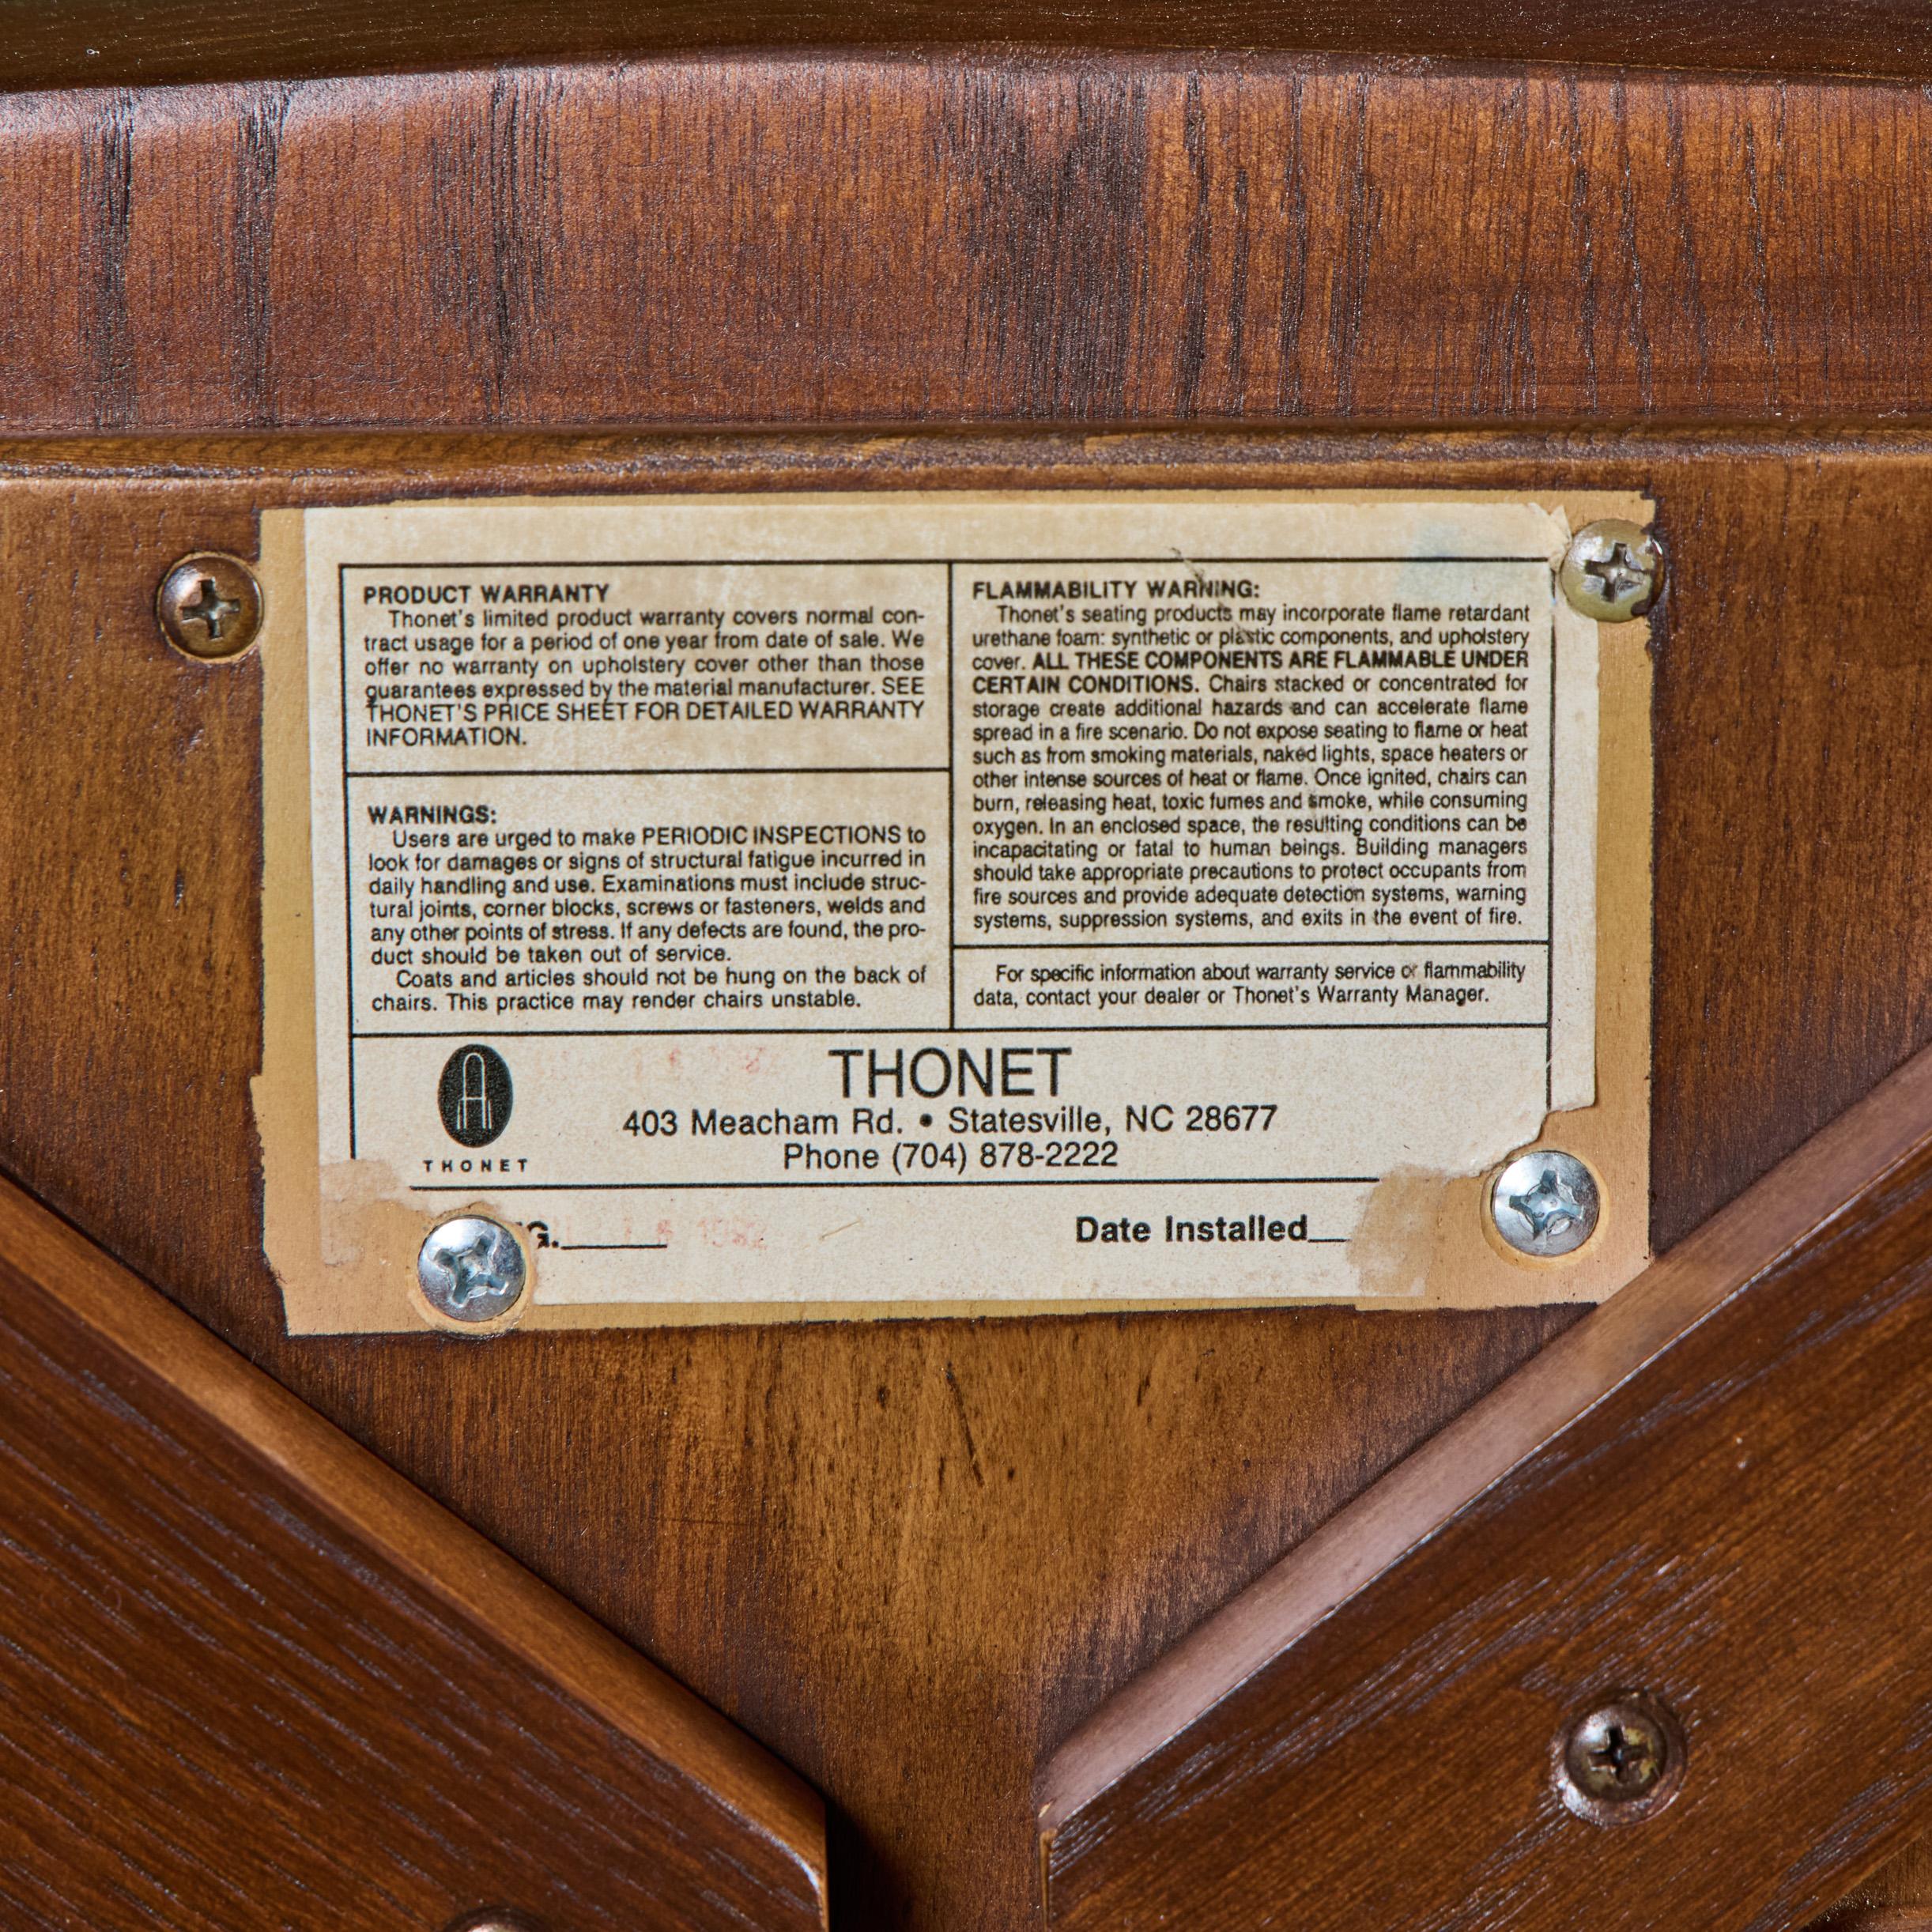 PRODUCT WARRANTY
Thonet's limited product warranty covers normal con-
tract usage for a period of one year from date of sale. We
offer no warranty on upholstery cover other than those
guarantees expressed by the material manufacturer. SEE
THONET'S PRICE SHEET FOR DETAILED WARRANTY
INFORMATION.
WARNINGS:
Users are urged to make PERIODIC INSPECTIONS to
look for damages or signs of structural fatigue incurred in
daily handling and use. Examinations must include struc-
tural joints, corner blocks, screws or fasteners, welds and
any other points of stress. If any defects are found, the pro-
duct should be taken out of service.
Coats and articles should not be hung on the back of
chairs. This practice may render chairs unstable.
FLAMMABILITY WARNING:
Thonet's seating products may incorporate flame retardant
urethane foam: synthetic or plastic components, and upholstery
cover. ALL THESE COMPONENTS ARE FLAMMABLE UNDER
CERTAIN CONDITIONS. Chairs stacked or concentrated for
storage create additional hazards and can accelerate flame
spread in a fire scenario. Do not expose seating to flame or heat
such as from smoking materials, naked lights, space heaters or
other intense sources of heat or flame. Once ignited, chairs can
burn, releasing heat, toxic fumes and smoke, while consuming
oxygen. In an enclosed space, the resulting conditions can be
incapacitating or fatal to human beings. Building managers
should take appropriate precautions to protect occupants from
fire sources and provide adequate detection systems, warning
systems, suppression systems, and exits in the event of fire.
For specific information about warranty service or flammability
data, contact your dealer or Thonet's Warranty Manager.
THONET
THONET
403 Meacham Rd. • Statesville, NC 28677
Phone (704) 878-2222
G.______
Date Installed__